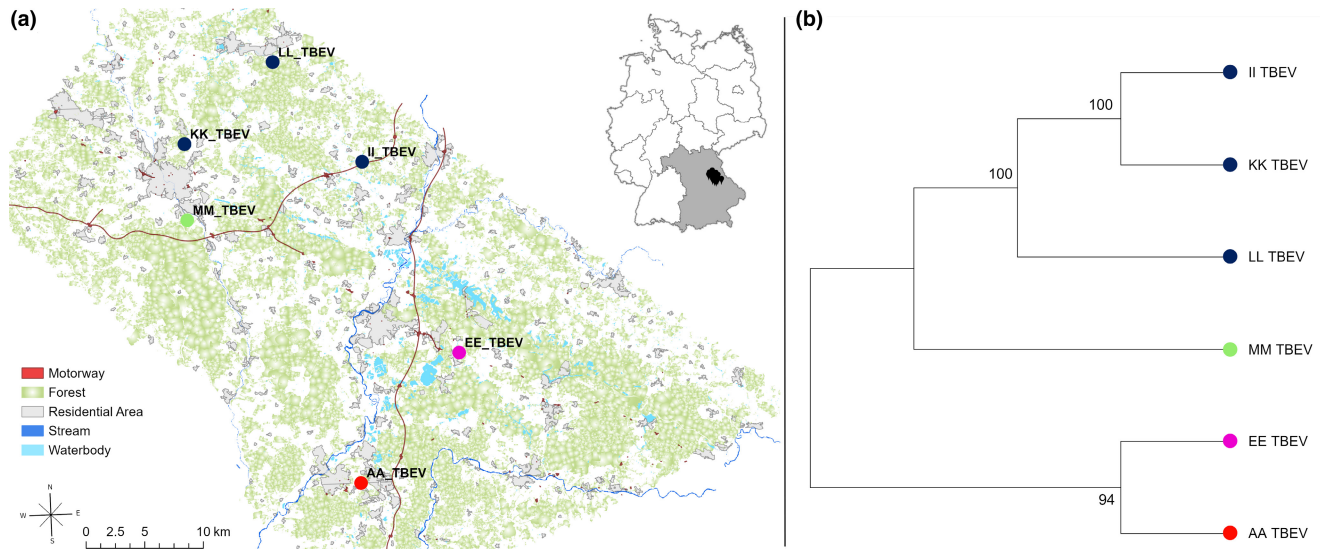 (a)
LL_TBEV
KK_TBEV
II_TBEV
MM_TBEV
EE_TBEV
AA_TBEV
Motorway
Forest
Residential Area
Stream
Waterbody
N
W E
S
0 2.5 5 10 km
(b)
II TBEV
100
KK TBEV
100
LL TBEV
MM TBEV
EE TBEV
94
AA TBEV